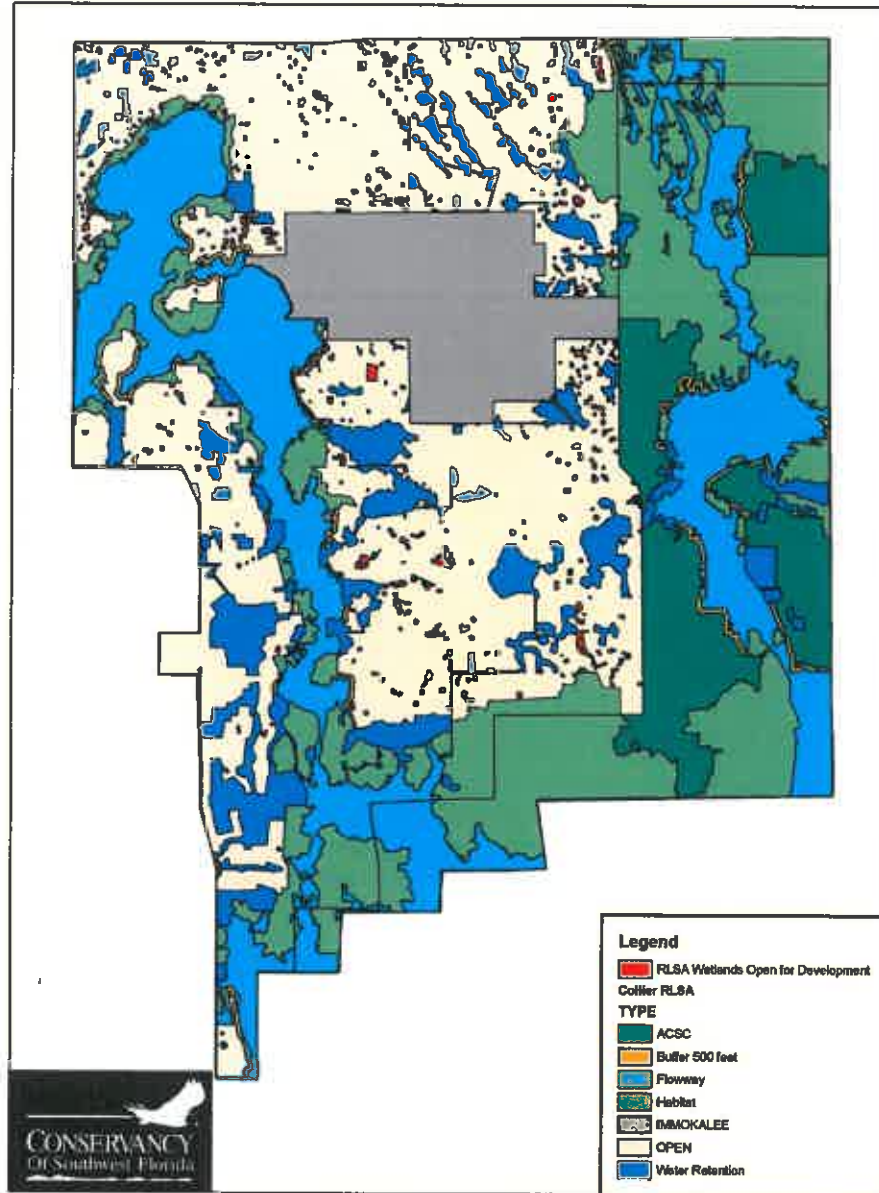 Legend
RLSA Wetlands Open for Development
Collier RLSA
TYPE
ACSC
Buffer 500 feet
Flowway
Habitat
IMMOKALEE
OPEN
Water Retention
CONSERVANCY
Of Southwest Florida